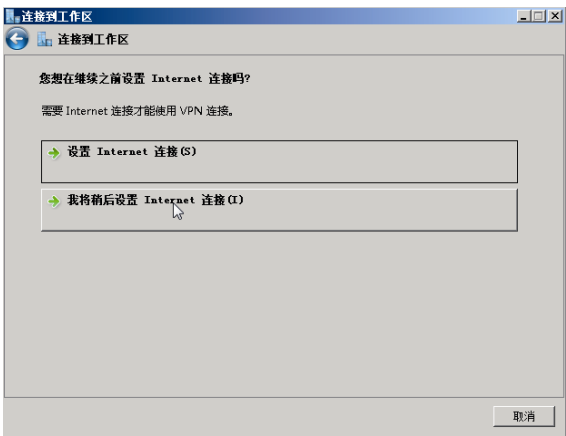 连接到工作区
连接到工作区
您想在继续之前设置 Internet 连接吗?
需要 Internet 连接才能使用 VPN 连接。
设置 Internet 连接(S)
我将稍后设置 Internet 连接(I)
取消